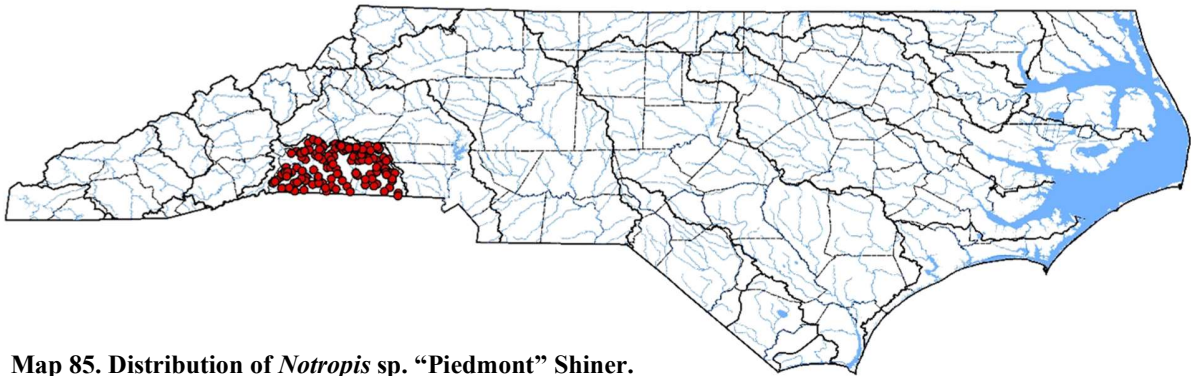 Map 85. Distribution of Notropis sp. “Piedmont” Shiner.